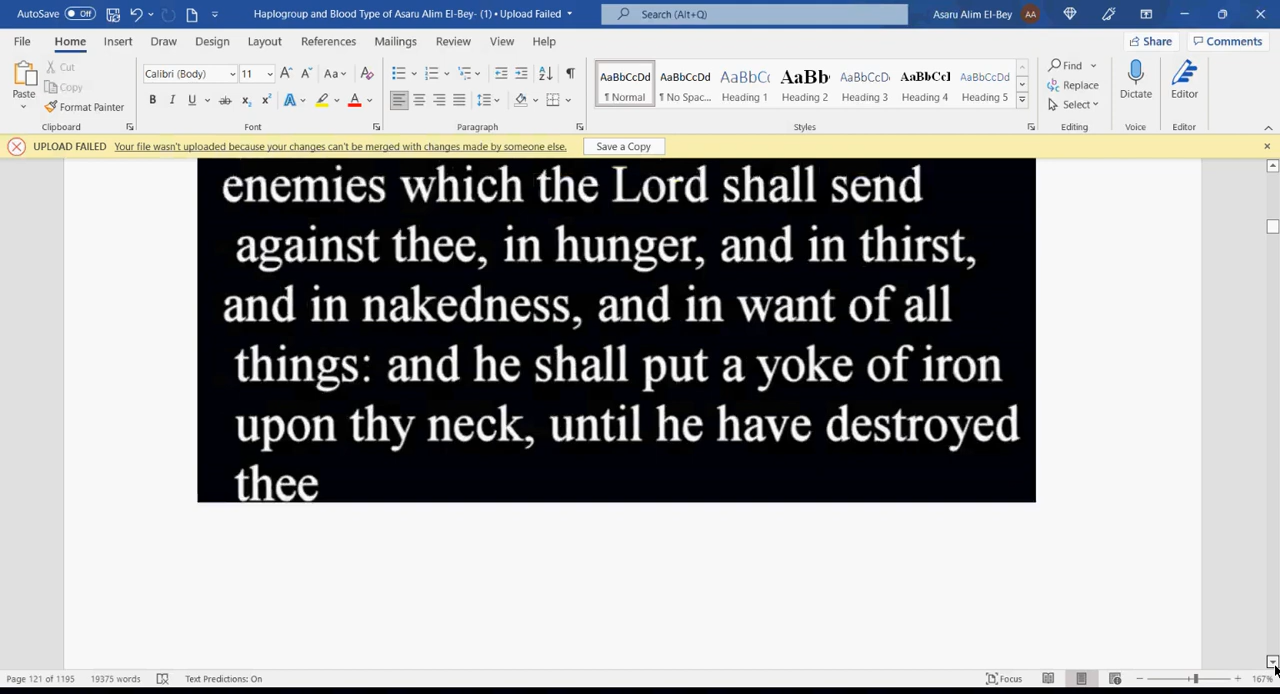 AutoSave Off Haplogroup and Blood Type of Asaru Alim El-Bey- (1) • Upload Failed Search (Alt+Q) Asaru Alim El-Bey AA
File Home Insert Draw Design Layout References Mailings Review View Help Share Comments
Paste Cut Copy Format Painter
Calibri (Body) 11
AaBbCcDd AaBbCcDd AaBbCc AaBb AaBbCcDd AaBbCcI AaBbCcDd
¶ Normal ¶ No Spac... Heading 1 Heading 2 Heading 3 Heading 4 Heading 5
Find Replace Select Dictate Editor
Clipboard Font Paragraph Styles Editing Voice Editor
UPLOAD FAILED Your file wasn't uploaded because your changes can't be merged with changes made by someone else. Save a Copy
enemies which the Lord shall send
against thee, in hunger, and in thirst,
and in nakedness, and in want of all
things: and he shall put a yoke of iron
upon thy neck, until he have destroyed
thee
Page 121 of 1195 19375 words Text Predictions: On Focus 167%